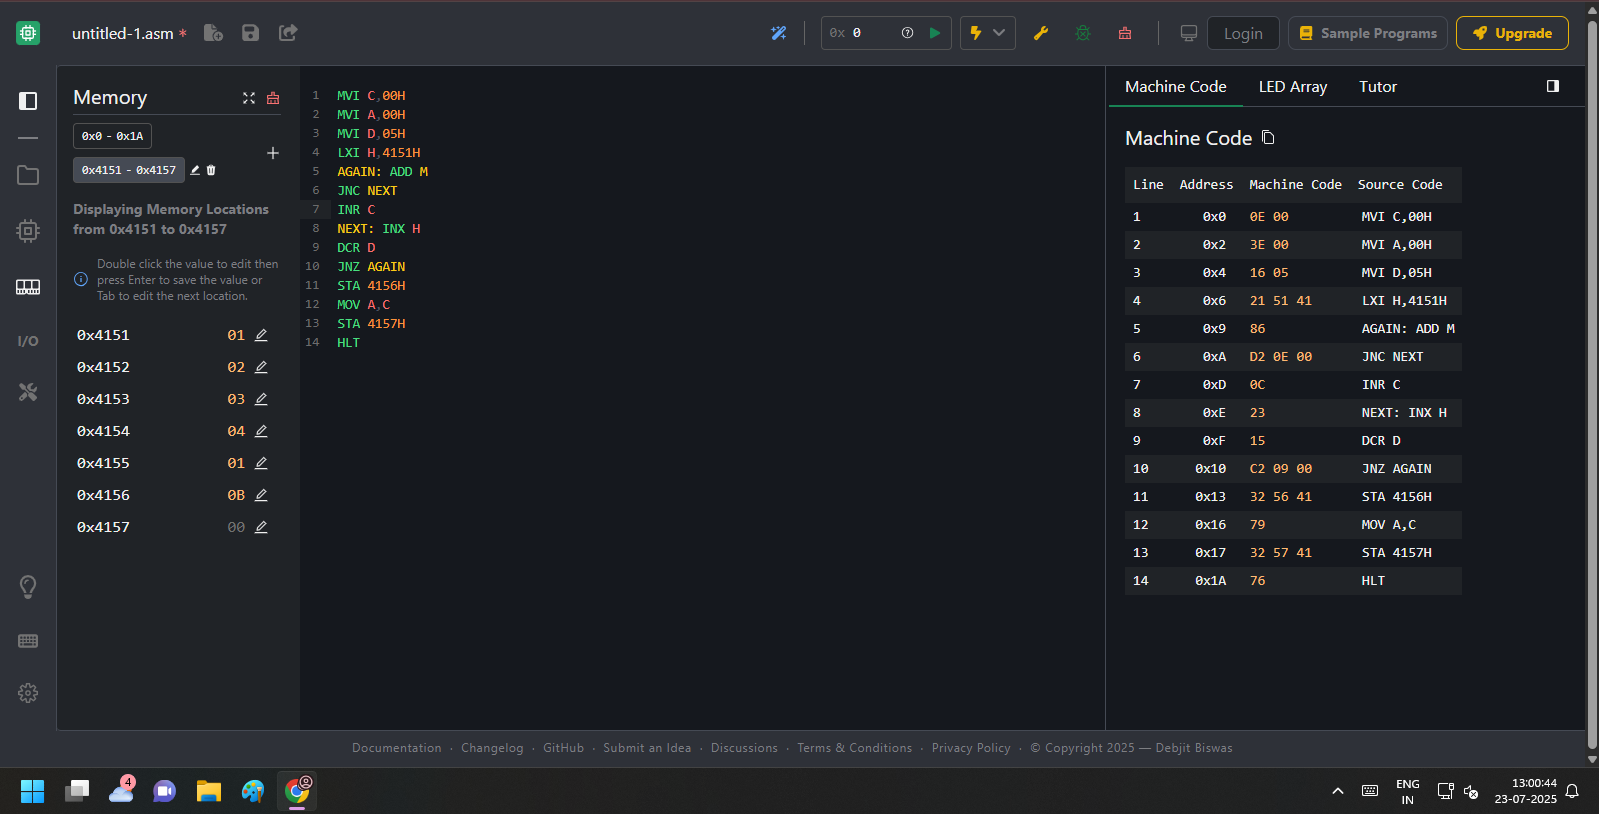 untitled-1.asm *
0x 0
Login
Sample Programs
Upgrade
Memory
0x0 - 0x1A
0x4151 - 0x4157
Displaying Memory Locations
from 0x4151 to 0x4157
Double click the value to edit then
press Enter to save the value or
Tab to edit the next location.
0x4151 01
0x4152 02
0x4153 03
0x4154 04
0x4155 01
0x4156 0B
0x4157 00
I/O
1 MVI C,00H
2 MVI A,00H
3 MVI D,05H
4 LXI H,4151H
5 AGAIN: ADD M
6 JNC NEXT
7 INR C
8 NEXT: INX H
9 DCR D
10 JNZ AGAIN
11 STA 4156H
12 MOV A,C
13 STA 4157H
14 HLT
Machine Code LED Array Tutor
Machine Code
Line Address Machine Code Source Code
1 0x0 0E 00 MVI C,00H
2 0x2 3E 00 MVI A,00H
3 0x4 16 05 MVI D,05H
4 0x6 21 51 41 LXI H,4151H
5 0x9 86 AGAIN: ADD M
6 0xA D2 0E 00 JNC NEXT
7 0xD 0C INR C
8 0xE 23 NEXT: INX H
9 0xF 15 DCR D
10 0x10 C2 09 00 JNZ AGAIN
11 0x13 32 56 41 STA 4156H
12 0x16 79 MOV A,C
13 0x17 32 57 41 STA 4157H
14 0x1A 76 HLT
Documentation · Changelog · GitHub · Submit an Idea · Discussions · Terms & Conditions · Privacy Policy · © Copyright 2025 — Debjit Biswas
4
ENG
IN
13:00:44
23-07-2025